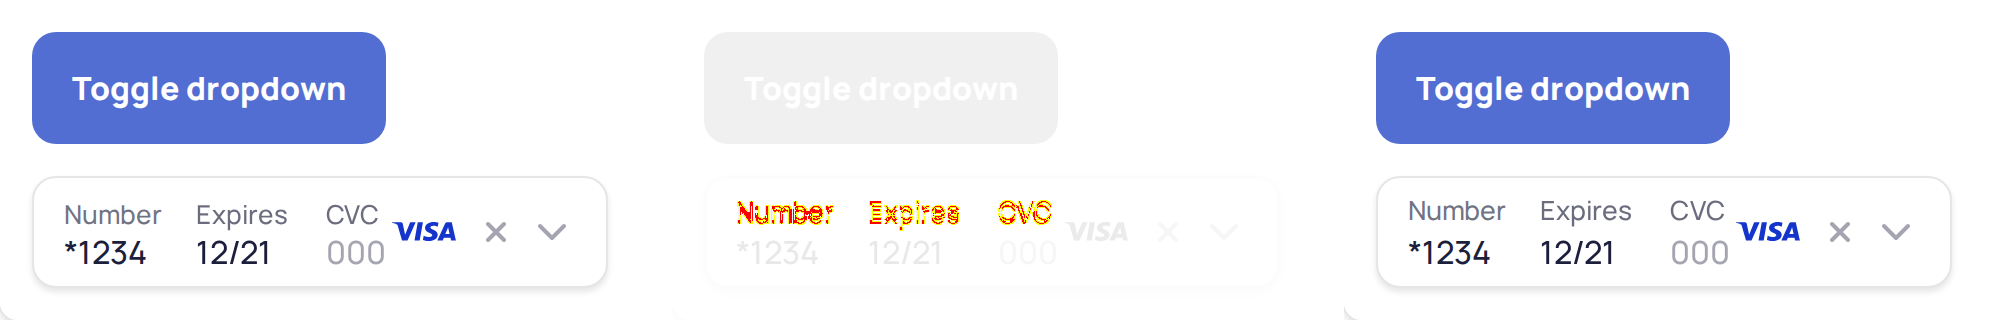 Toggle dropdown
Number Expires CVC
*1234 12/21 000 VISA
Toggle dropdown
Number Expires CVC
*1234 12/21 000 VISA
Toggle dropdown
Number Expires CVC
*1234 12/21 000 VISA